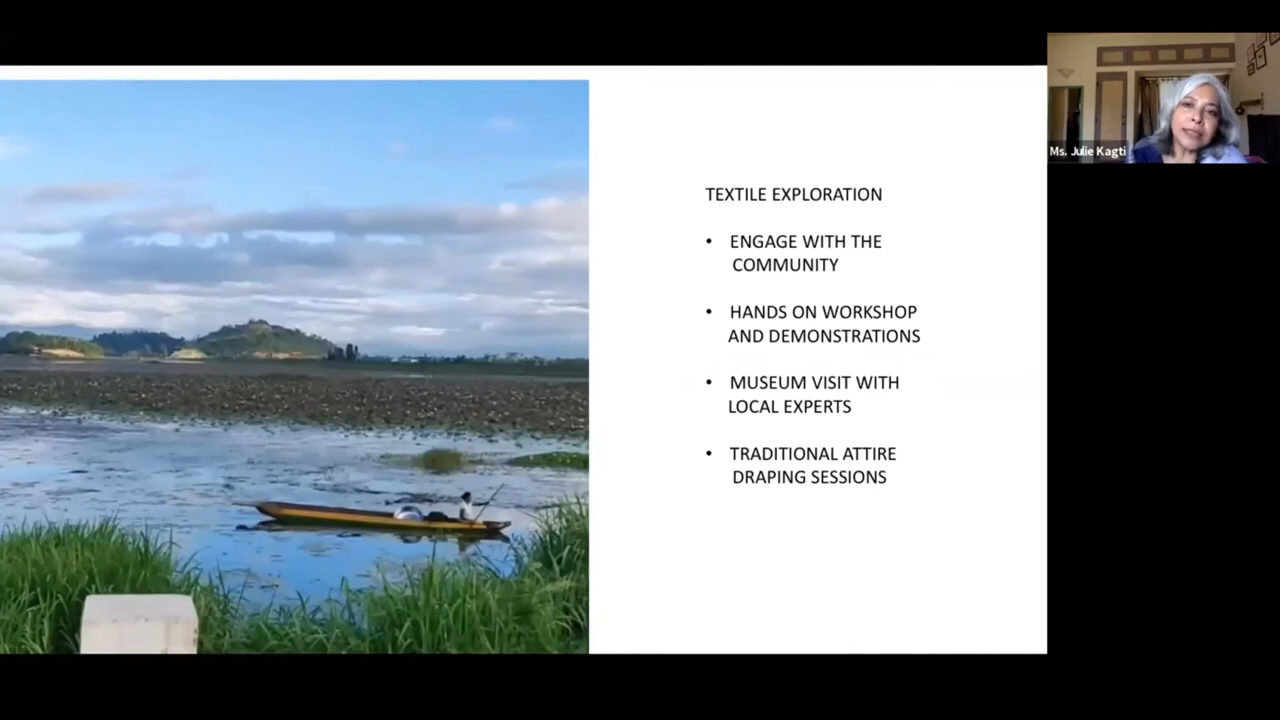 TEXTILE EXPLORATION
• ENGAGE WITH THE
COMMUNITY
• HANDS ON WORKSHOP
AND DEMONSTRATIONS
• MUSEUM VISIT WITH
LOCAL EXPERTS
• TRADITIONAL ATTIRE
DRAPING SESSIONS
Ms. Julie Kagti